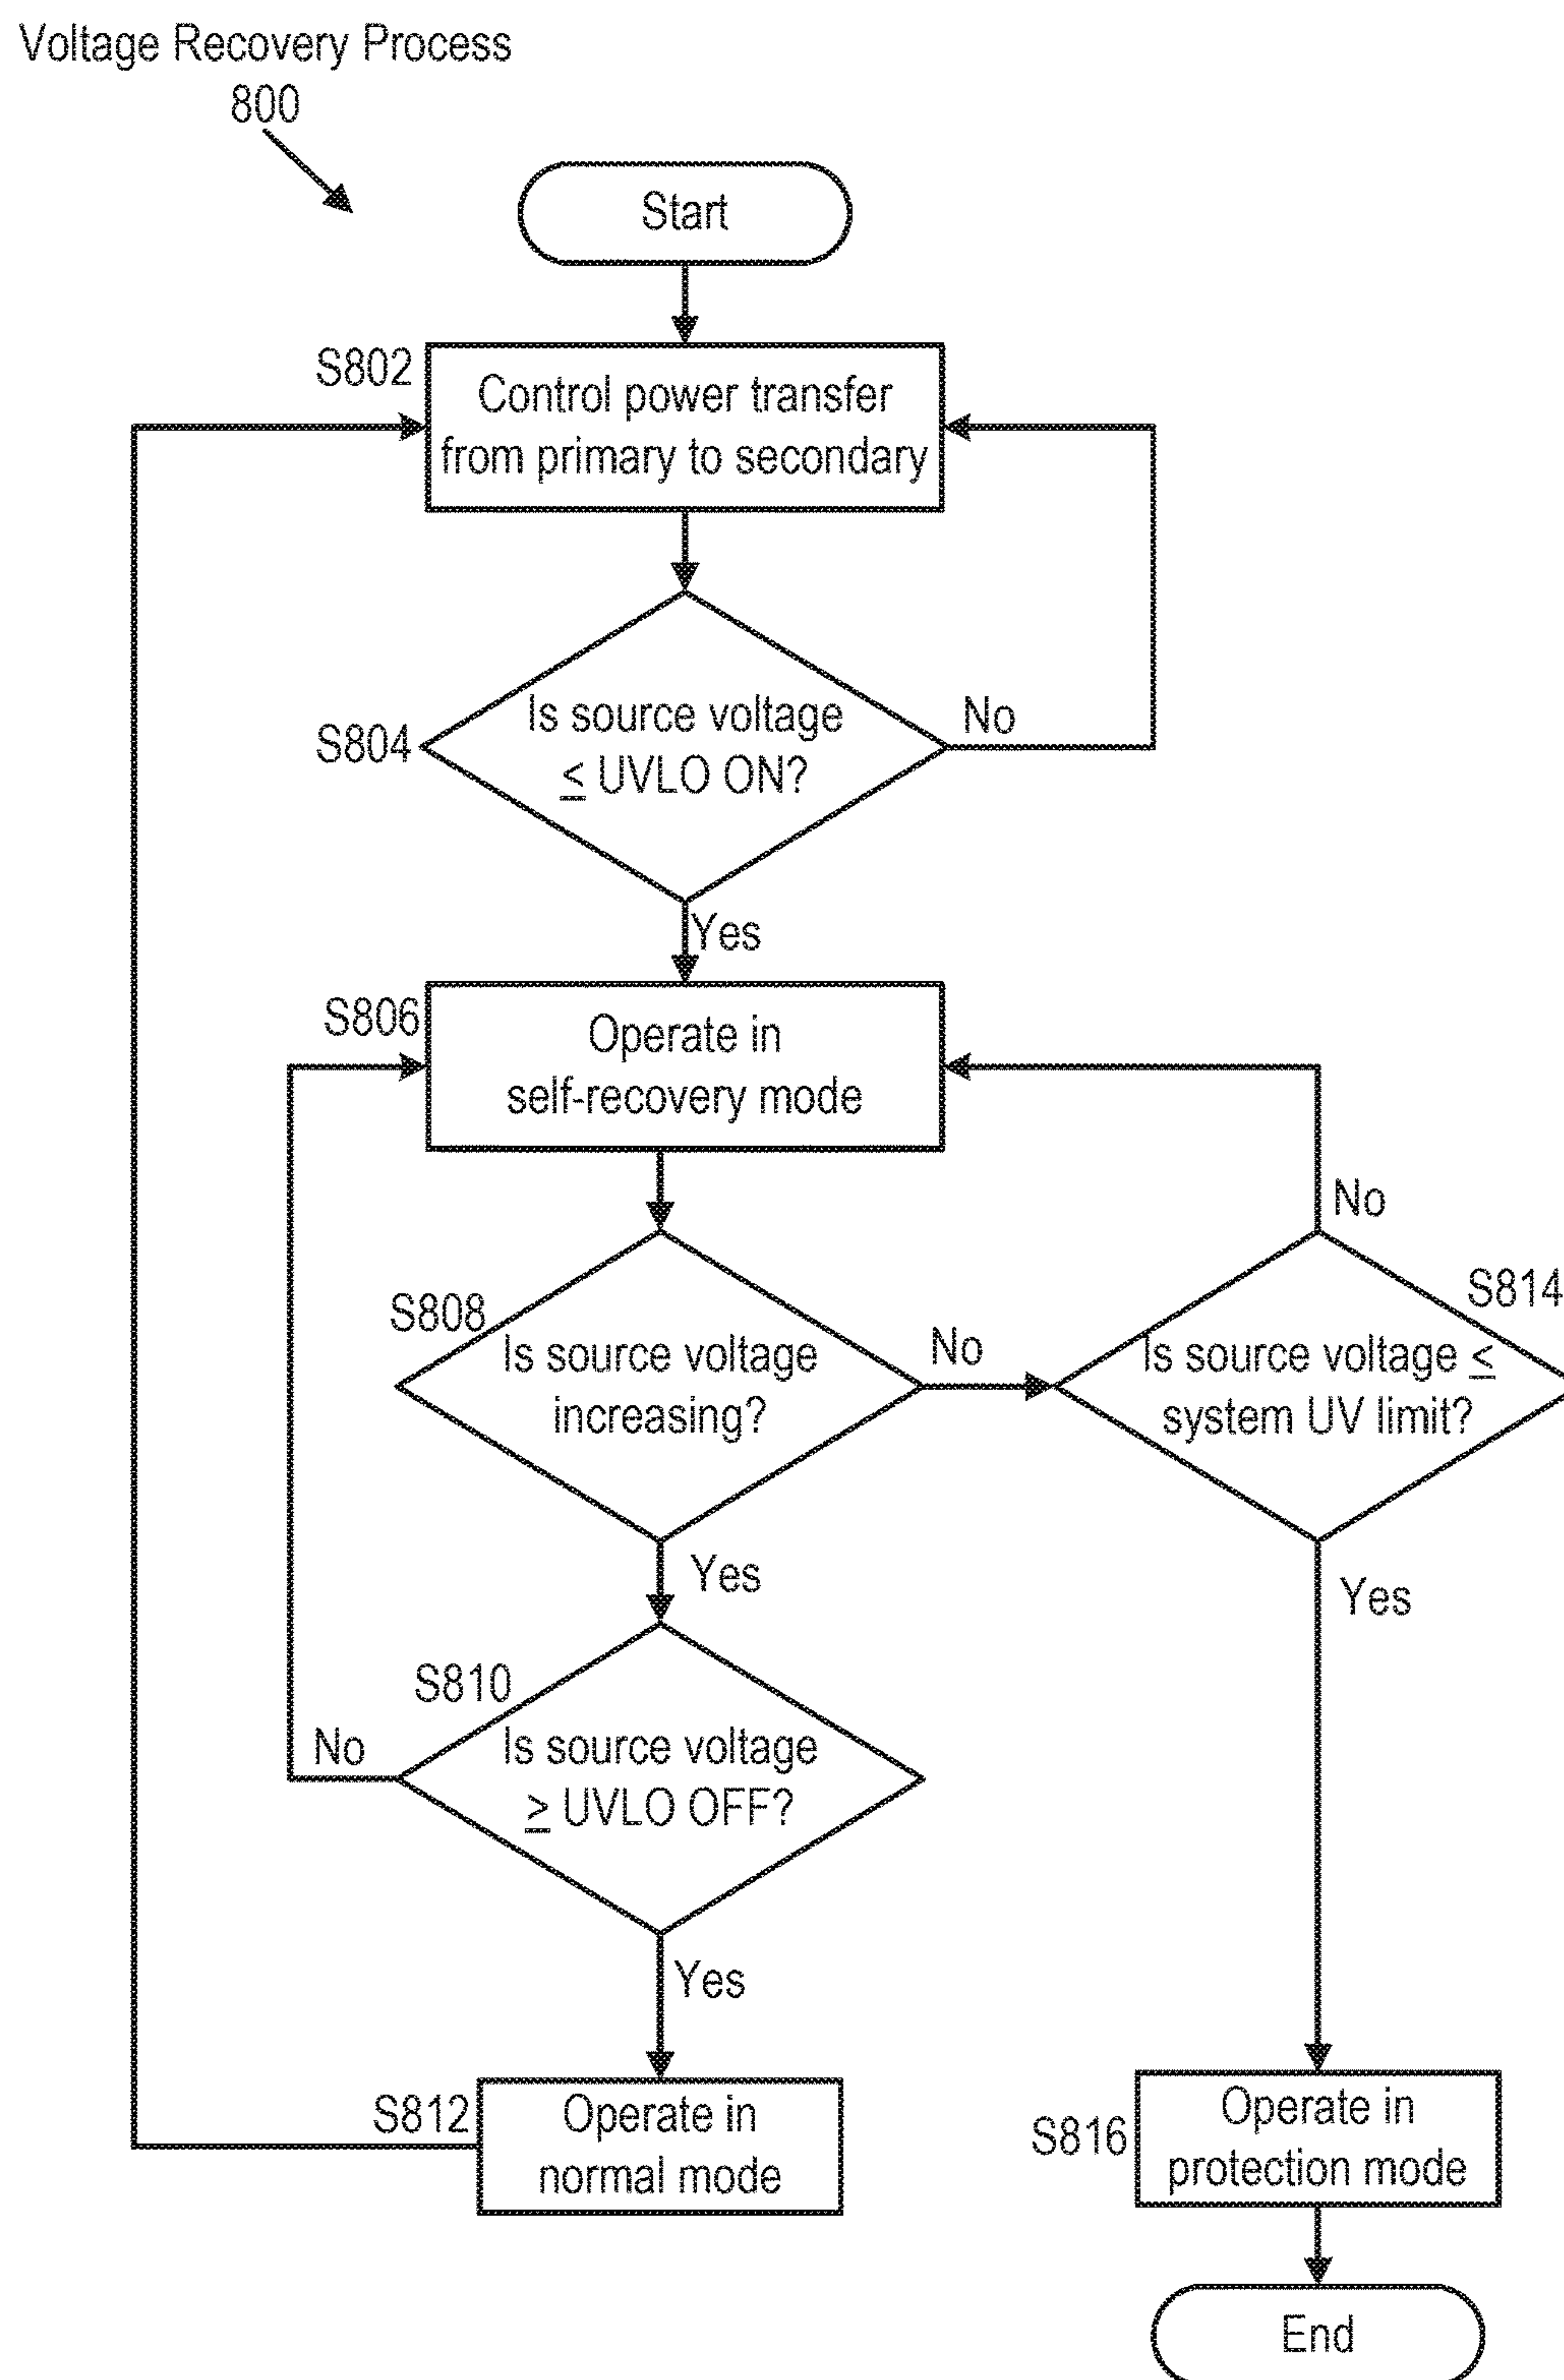 Voltage Recovery Process
800
Start
S802
Control power transfer
from primary to secondary
S804
Is source voltage
≤ UVLO ON?
No
Yes
S806
Operate in
self-recovery mode
No
S808
Is source voltage
increasing?
No
S814
Is source voltage ≤
system UV limit?
Yes
Yes
S810
Is source voltage
≥ UVLO OFF?
No
Yes
S812
Operate in
normal mode
S816
Operate in
protection mode
End